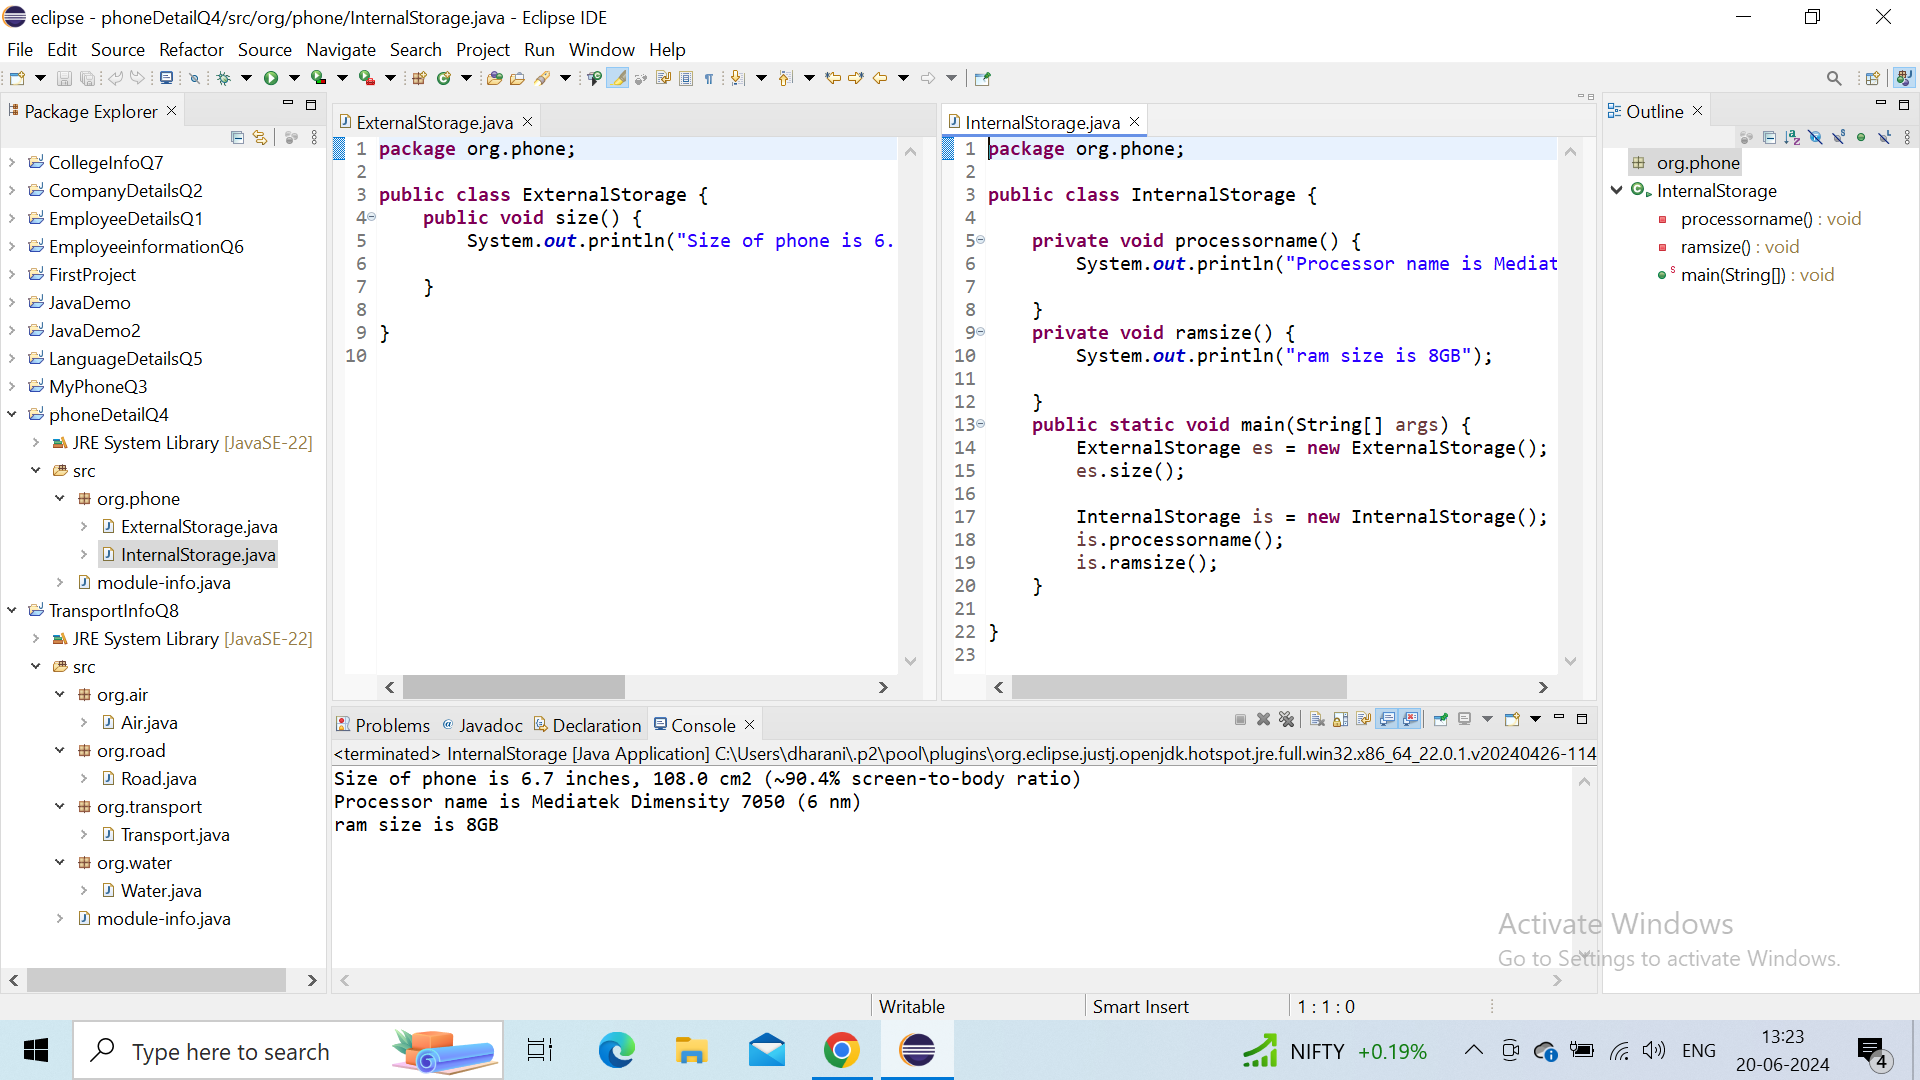 eclipse - phoneDetailQ4/src/org/phone/InternalStorage.java - Eclipse IDE
File Edit Source Refactor Source Navigate Search Project Run Window Help
Package Explorer
CollegeInfoQ7
CompanyDetailsQ2
EmployeeDetailsQ1
EmployeeinformationQ6
FirstProject
JavaDemo
JavaDemo2
LanguageDetailsQ5
MyPhoneQ3
phoneDetailQ4
JRE System Library [JavaSE-22]
src
org.phone
ExternalStorage.java
InternalStorage.java
module-info.java
TransportInfoQ8
JRE System Library [JavaSE-22]
src
org.air
Air.java
org.road
Road.java
org.transport
Transport.java
org.water
Water.java
module-info.java
ExternalStorage.java
1 package org.phone;
2
3 public class ExternalStorage {
4 public void size() {
5 System.out.println("Size of phone is 6.
6
7 }
8
9 }
10
InternalStorage.java
1 package org.phone;
2
3 public class InternalStorage {
4
5 private void processorname() {
6 System.out.println("Processor name is Mediat
7
8 }
9 private void ramsize() {
10 System.out.println("ram size is 8GB");
11
12 }
13 public static void main(String[] args) {
14 ExternalStorage es = new ExternalStorage();
15 es.size();
16
17 InternalStorage is = new InternalStorage();
18 is.processorname();
19 is.ramsize();
20 }
21
22 }
23
Outline
org.phone
InternalStorage
processorname() : void
ramsize() : void
main(String[]) : void
Problems Javadoc Declaration Console
<terminated> InternalStorage [Java Application] C:\Users\dharani\.p2\pool\plugins\org.eclipse.justj.openjdk.hotspot.jre.full.win32.x86_64_22.0.1.v20240426-114
Size of phone is 6.7 inches, 108.0 cm2 (~90.4% screen-to-body ratio)
Processor name is Mediatek Dimensity 7050 (6 nm)
ram size is 8GB
Activate Windows
Go to Settings to activate Windows.
Writable Smart Insert 1 : 1 : 0
Type here to search
NIFTY +0.19%
ENG
13:23
20-06-2024
4